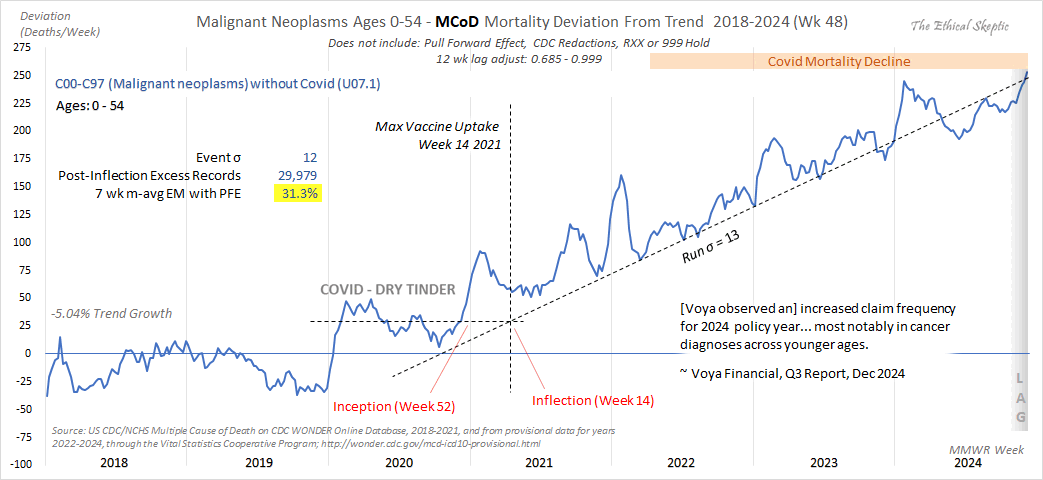 Deviation
(Deaths/Week)
Malignant Neoplasms Ages 0-54 - MCoD Mortality Deviation From Trend 2018-2024 (Wk 48)
The Ethical Skeptic
Does not include: Pull Forward Effect, CDC Redactions, RXX or 999 Hold
12 wk lag adjust: 0.685 - 0.999
Covid Mortality Decline
C00-C97 (Malignant neoplasms) without Covid (U07.1)
Ages: 0 - 54
Max Vaccine Uptake
Week 14 2021
Event σ 12
Post-Inflection Excess Records 29,979
7 wk m-avg EM with PFE 31.3%
275
250
225
200
175
150
125
100
75
50
25
0
-25
-50
-75
-100
Run σ = 13
COVID - DRY TINDER
-5.04% Trend Growth
[Voya observed an] increased claim frequency
for 2024 policy year... most notably in cancer
diagnoses across younger ages.
~ Voya Financial, Q3 Report, Dec 2024
Inception (Week 52)
Inflection (Week 14)
LAG
Source: US CDC/NCHS Multiple Cause of Death on CDC WONDER Online Database, 2018-2021, and from provisional data for years
2022-2024, through the Vital Statistics Cooperative Program; http://wonder.cdc.gov/mcd-icd10-provisional.html
MMWR Week
2018 2019 2020 2021 2022 2023 2024